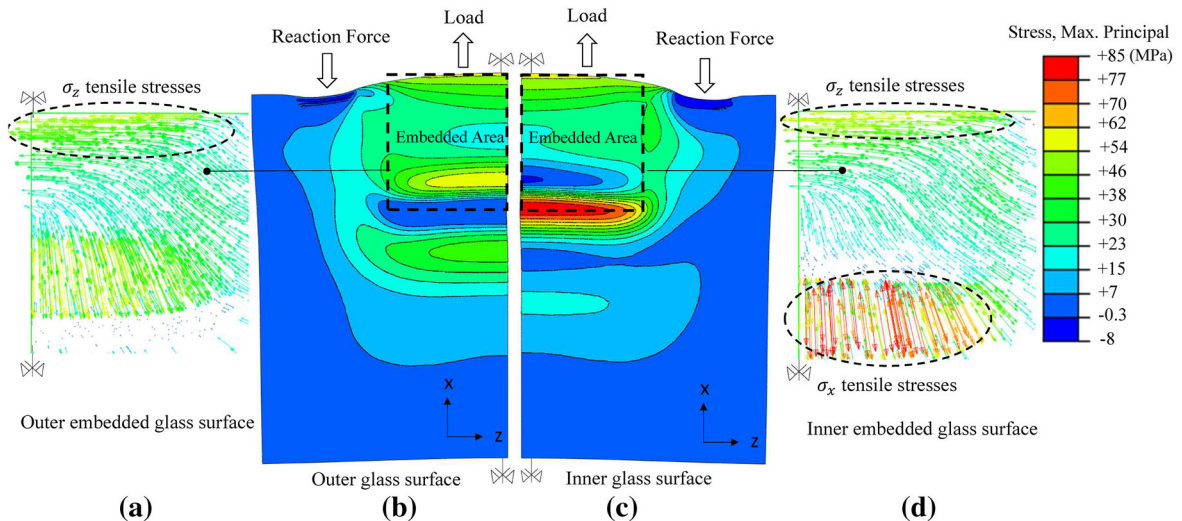 Load
Load
Reaction Force
Reaction Force
Stress, Max. Principal
+85 (MPa)
+77
+70
+62
+54
+46
+38
+30
+23
+15
+7
-0.3
-8
σz tensile stresses
σz tensile stresses
Embedded Area
Embedded Area
σx tensile stresses
X
Z
X
Z
Outer embedded glass surface
Inner embedded glass surface
Outer glass surface
Inner glass surface
(a)
(b)
(c)
(d)